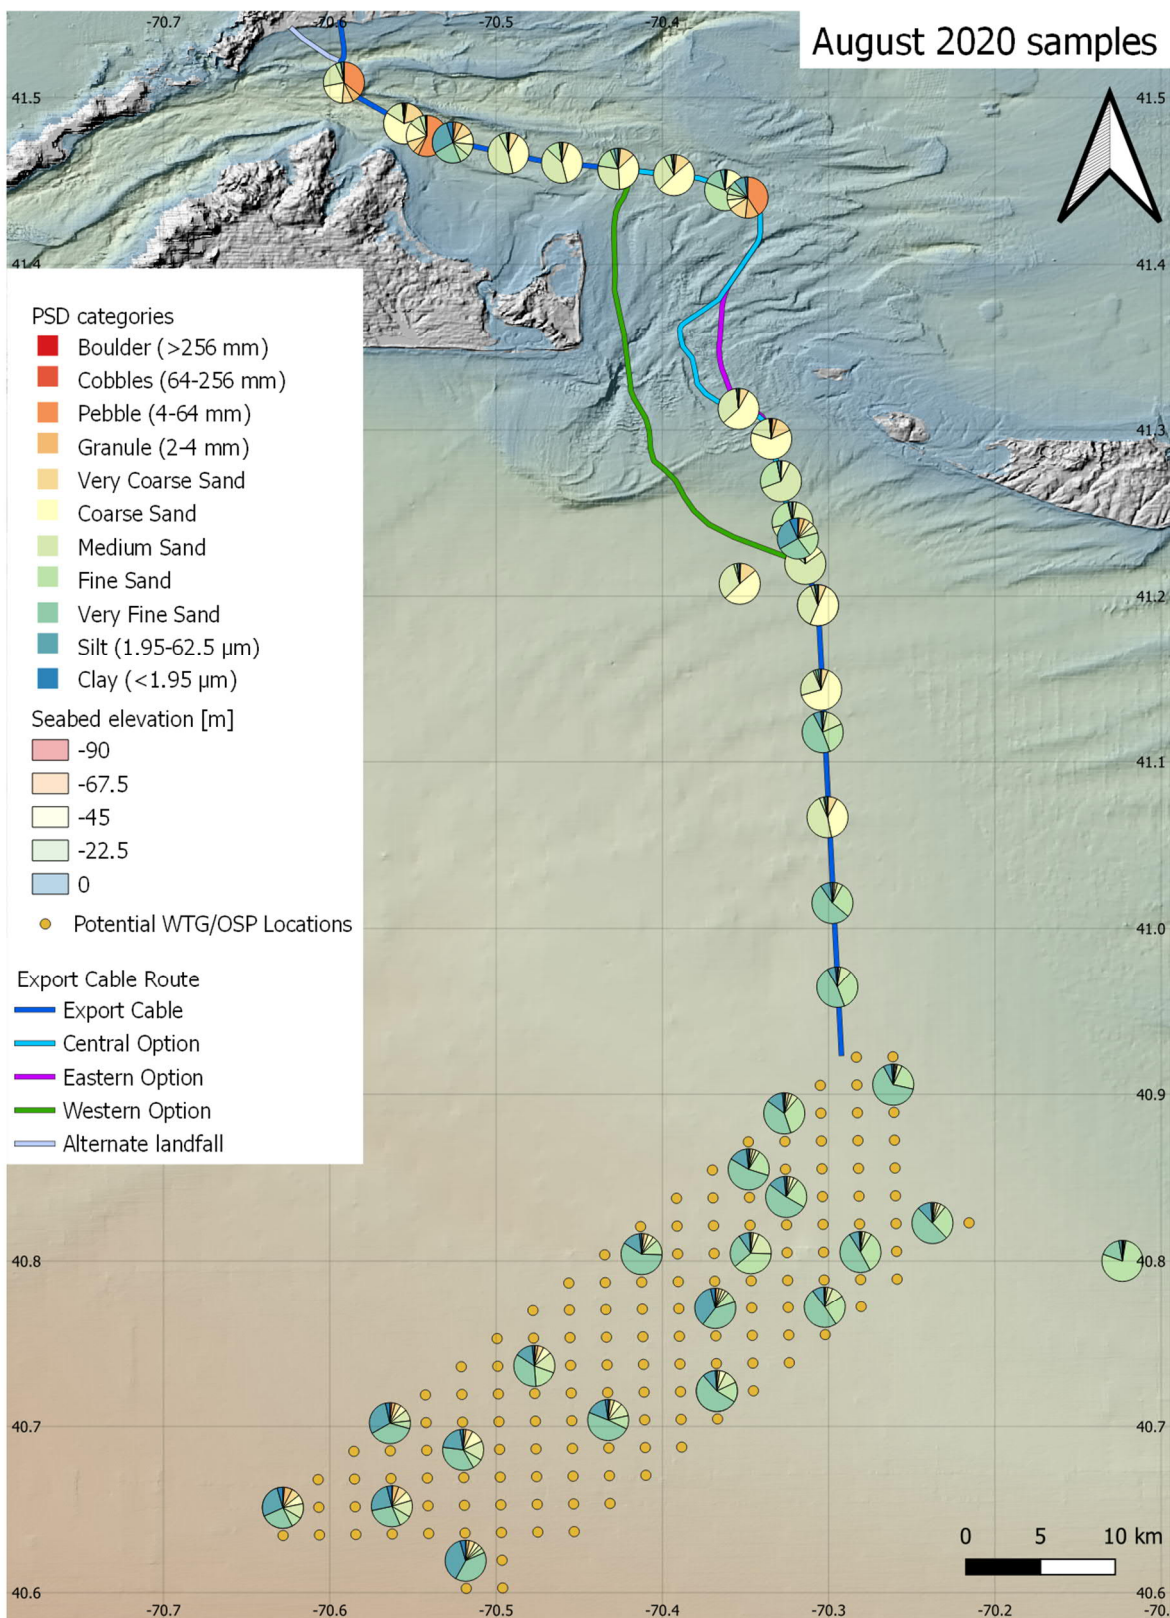 August 2020 samples
-70.7 -70.6 -70.5 -70.4
41.5 41.5
41.4 41.4
41.3
41.2
41.1
41.0
40.9
40.8 40.8
40.7 40.7
40.6 40.6
PSD categories
Boulder (>256 mm)
Cobbles (64-256 mm)
Pebble (4-64 mm)
Granule (2-4 mm)
Very Coarse Sand
Coarse Sand
Medium Sand
Fine Sand
Very Fine Sand
Silt (1.95-62.5 µm)
Clay (<1.95 µm)
Seabed elevation [m]
-90
-67.5
-45
-22.5
0
Potential WTG/OSP Locations
Export Cable Route
Export Cable
Central Option
Eastern Option
Western Option
Alternate landfall
0 5 10 km
-70.7 -70.6 -70.5 -70.4 -70.3 -70.2 -70.